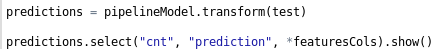 predictions = pipelineModel.transform(test)
predictions.select("cnt", "prediction", *featuresCols).show()